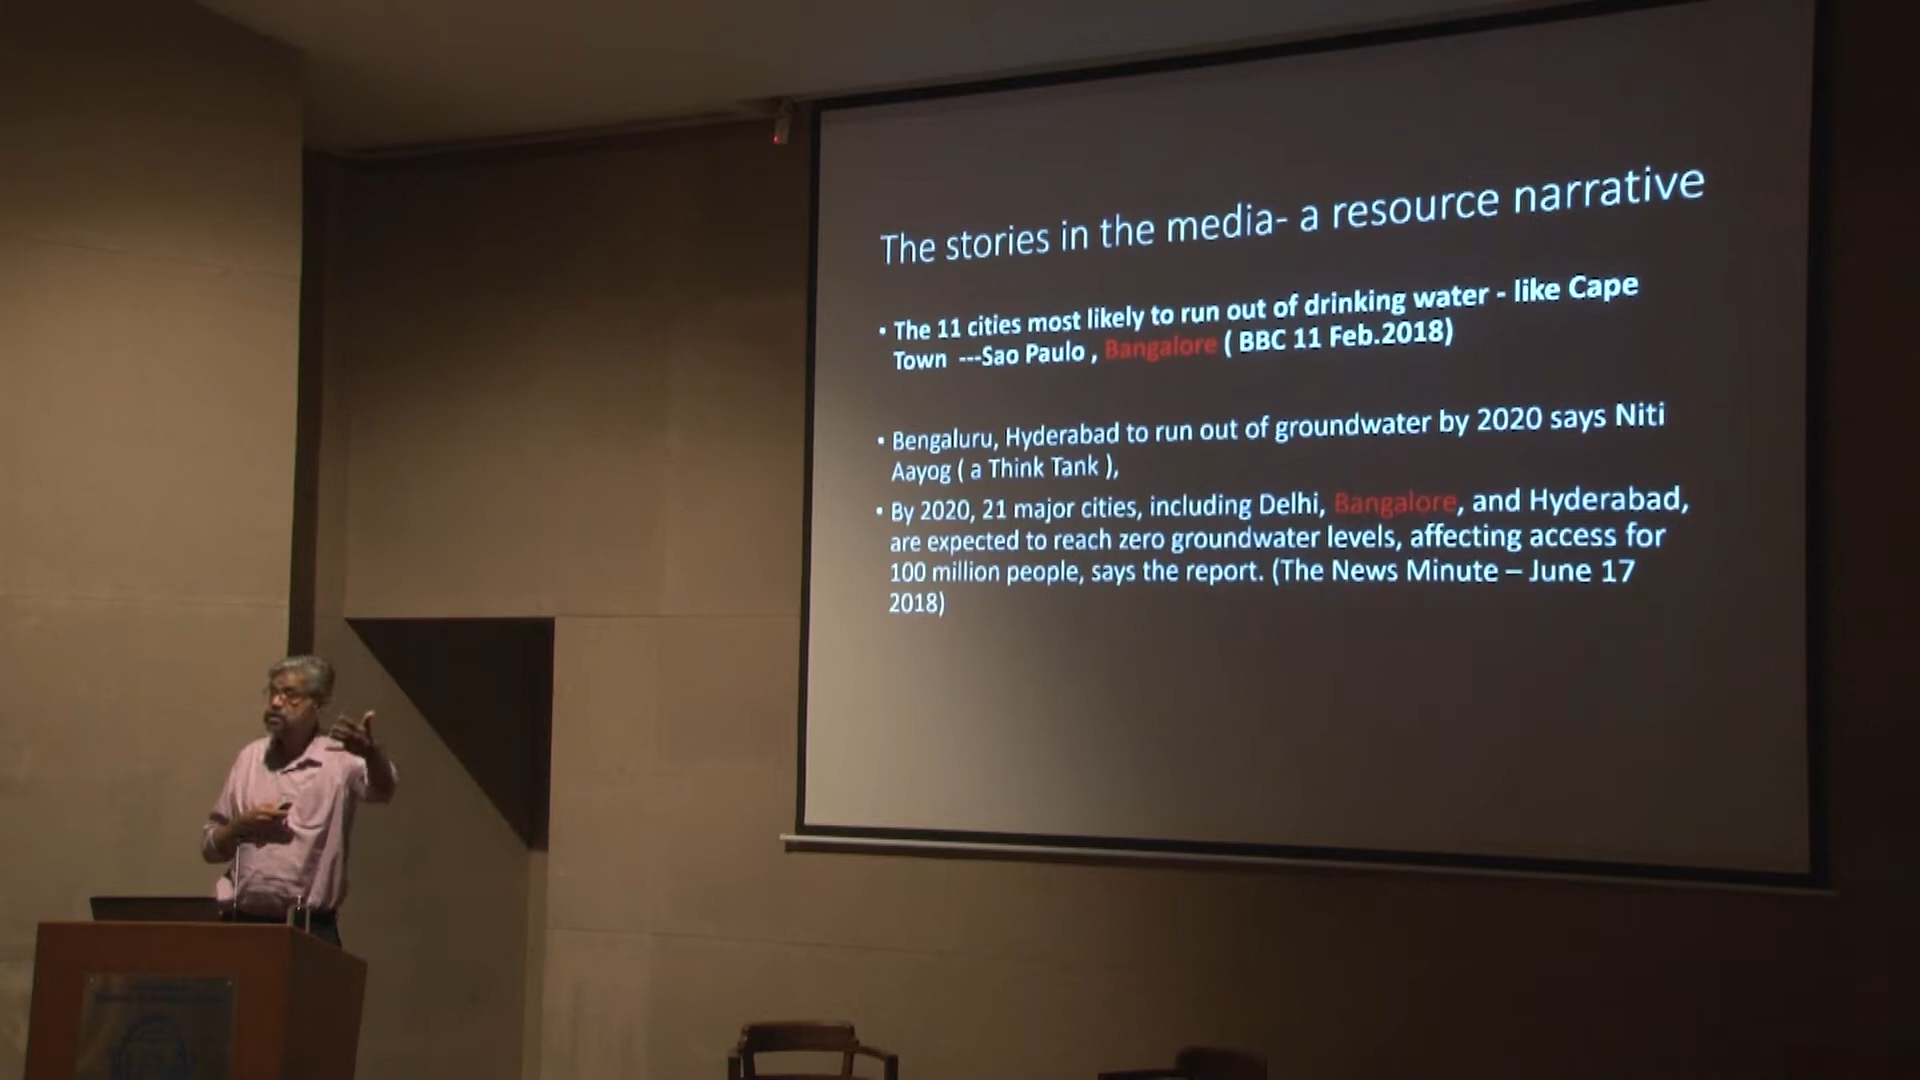 The stories in the media- a resource narrative
• The 11 cities most likely to run out of drinking water - like Cape
Town ---Sao Paulo , Bangalore ( BBC 11 Feb.2018)
• Bengaluru, Hyderabad to run out of groundwater by 2020 says Niti
Aayog ( a Think Tank ),
• By 2020, 21 major cities, including Delhi, Bangalore, and Hyderabad,
are expected to reach zero groundwater levels, affecting access for
100 million people, says the report. (The News Minute – June 17
2018)